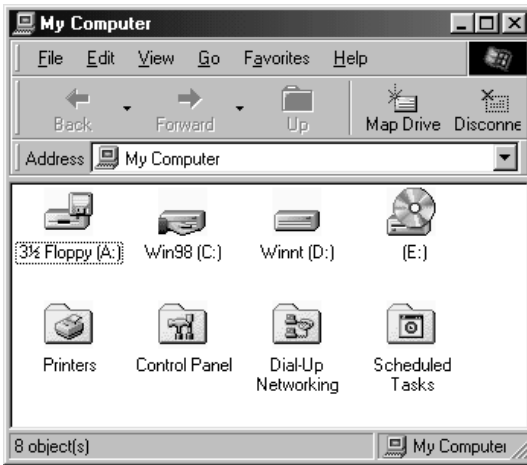 My Computer
File Edit View Go Favorites Help
Back Forward Up Map Drive Disconne
Address My Computer
3½ Floppy (A:) Win98 (C:) Winnt (D:) (E:)
Printers Control Panel Dial-Up Networking Scheduled Tasks
8 object(s) My Computer